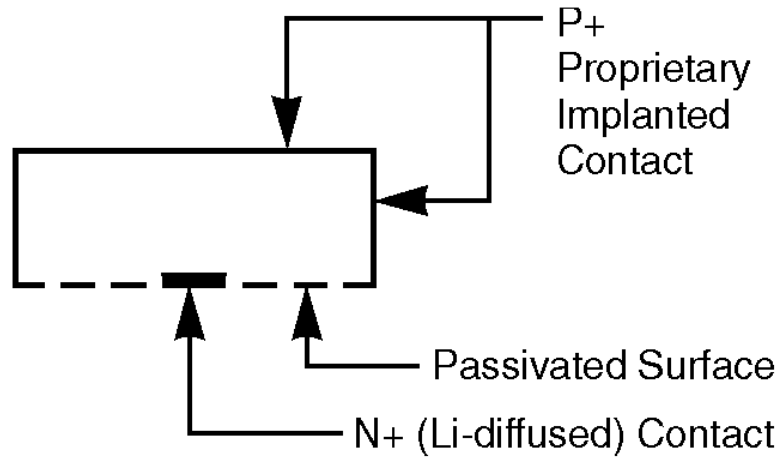 P+
Proprietary
Implanted
Contact
Passivated Surface
N+ (Li-diffused) Contact